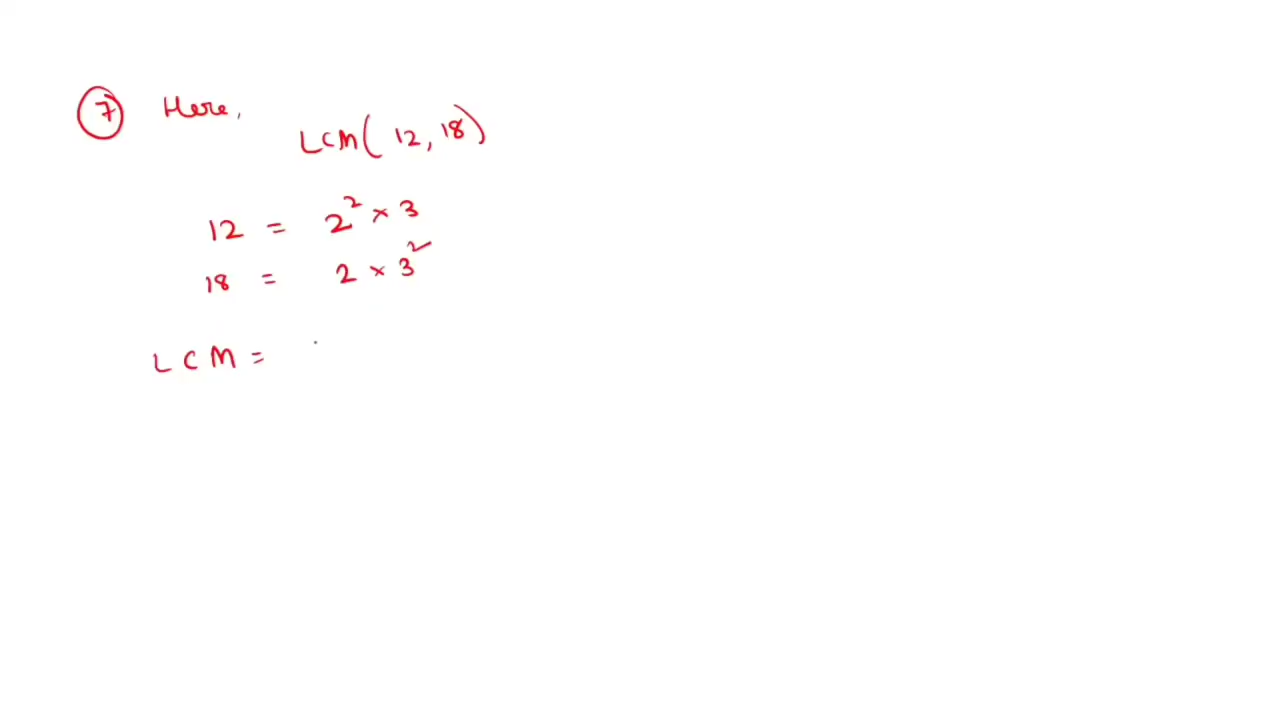 7 Here,
LCM( 12, 18)
12 = 2² × 3
18 = 2 × 3²
LCM =